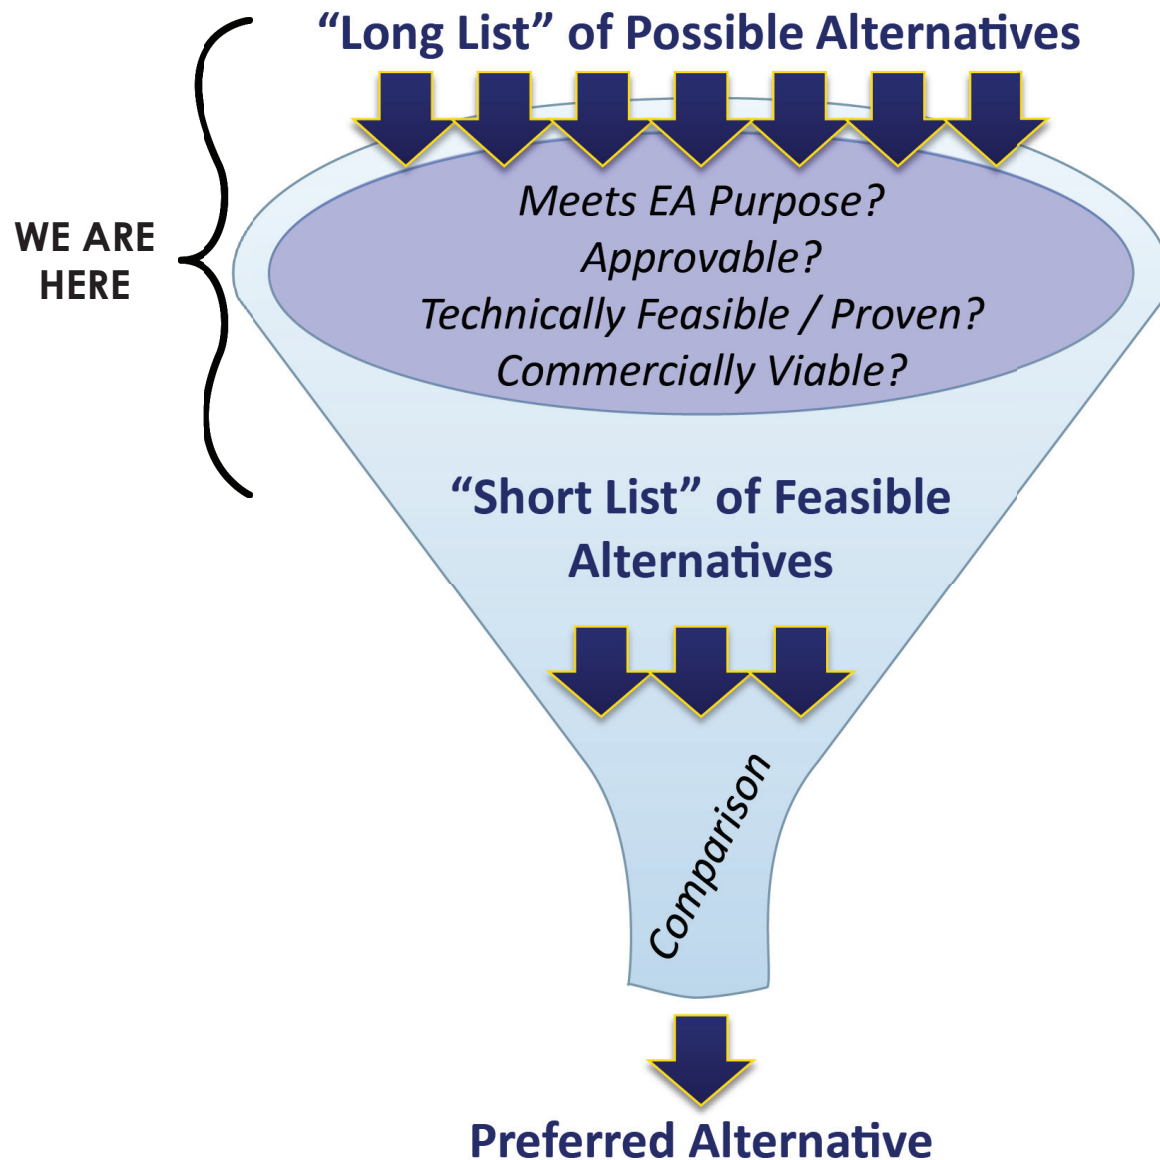 “Long List” of Possible Alternatives
Meets EA Purpose?
Approvable?
Technically Feasible / Proven?
Commercially Viable?
WE ARE
HERE
“Short List” of Feasible
Alternatives
Comparison
Preferred Alternative